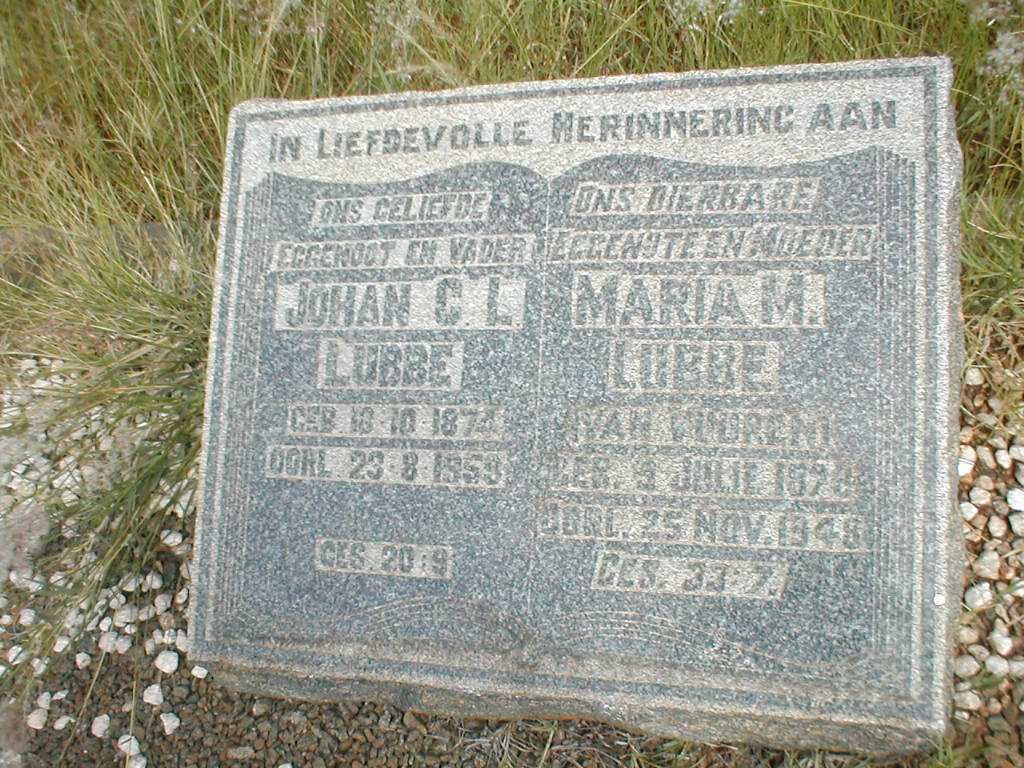 IN LIEFDEVOLLE HERINNERING AAN
ONS GELIEFDE
EGGENOOT EN VADER
JOHAN C. L.
LUBBE
GEB 18-10-1874
OORL 23-8-1959
GES. 20:9
ONS DIERBARE
EGGENOTE EN MOEDER
MARIA M.
LUBBE
GEB. 9 JULIE
OORL. 25 NOV. 1948
GES. 33:7